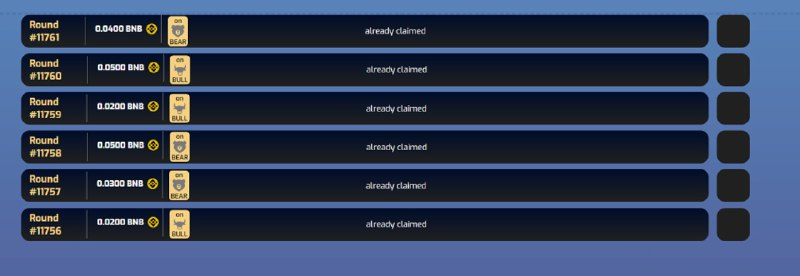 Round #11761 0.0400 BNB on BEAR already claimed
Round #11760 0.0500 BNB on BULL already claimed
Round #11759 0.0200 BNB on BULL already claimed
Round #11758 0.0500 BNB on BEAR already claimed
Round #11757 0.0300 BNB on BEAR already claimed
Round #11756 0.0200 BNB on BULL already claimed